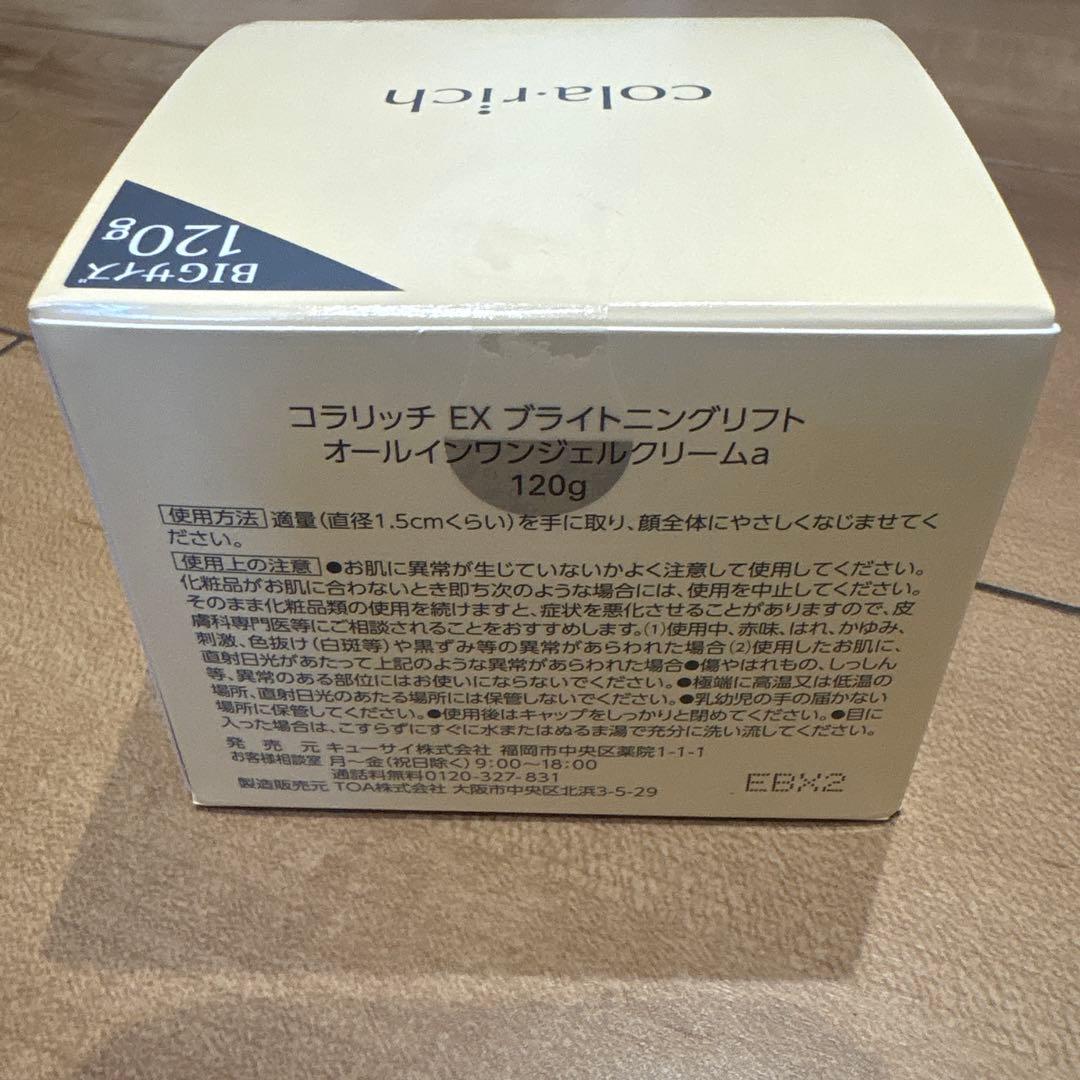 cola·rich
BIGサイズ
120g
コラリッチ EX ブライトニングリフト
オールインワンジェルクリームa
120g
使用方法 適量(直径1.5cmくらい)を手に取り、顔全体にやさしくなじませてく
ださい。
使用上の注意 ●お肌に異常が生じていないかよく注意して使用してください。
化粧品がお肌に合わないとき即ち次のような場合には、使用を中止してください。
そのまま化粧品類の使用を続けますと、症状を悪化させることがありますので、皮
膚科専門医等にご相談されることをおすすめします。(1)使用中、赤味、はれ、かゆみ、
刺激、色抜け(白斑等)や黒ずみ等の異常があらわれた場合(2)使用したお肌に、
直射日光があたって上記のような異常があらわれた場合●傷やはれもの、しっしん
等、異常のある部位にはお使いにならないでください。●極端に高温又は低温の
場所、直射日光のあたる場所には保管しないでください。●乳幼児の手の届かない
場所に保管してください。●使用後はキャップをしっかりと閉めてください。●目に
入った場合は、こすらずにすぐに水またはぬるま湯で充分に洗い流してください。
発売元 キューサイ株式会社 福岡市中央区薬院1-1-1
お客様相談室 月～金(祝日除く)9:00～18:00
通話料無料0120-327-831
製造販売元 TOA株式会社 大阪市中央区北浜3-5-29
EBX2